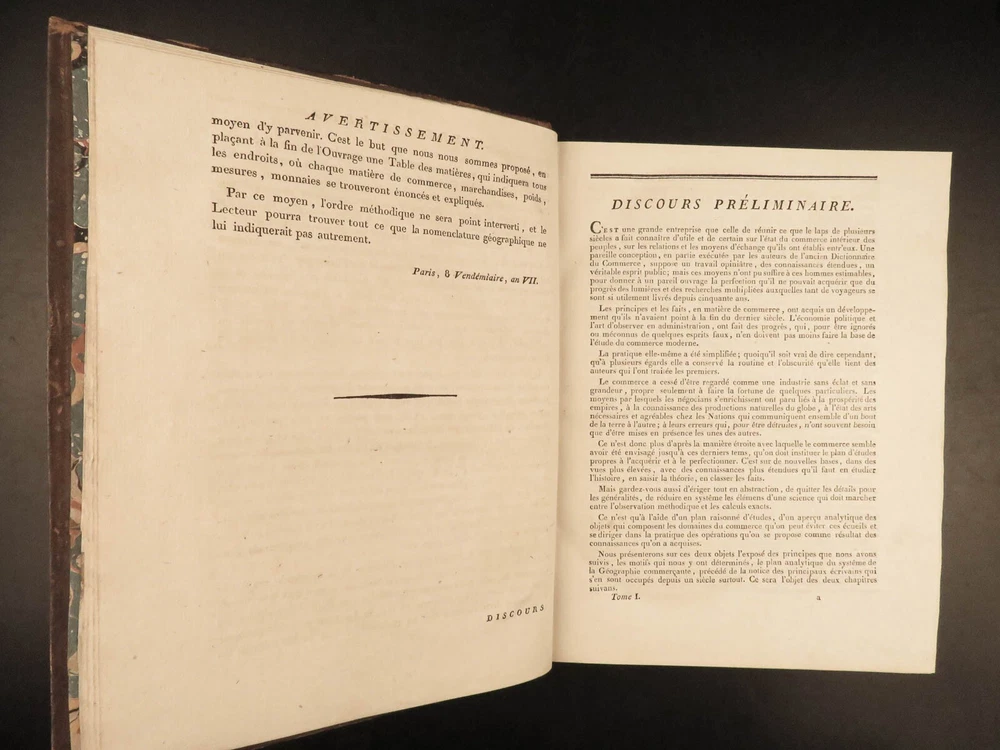 AVERTISSEMENT.
moyen d'y parvenir. C'est le but que nous nous sommes proposé, en
plaçant à la fin de l'Ouvrage une Table des matières, qui indiquera tous
les endroits, où chaque matière de commerce, marchandises, poids,
mesures, monnaies se trouveront énoncés et expliqués.
Par ce moyen, l'ordre méthodique ne sera point interverti, et le
Lecteur pourra trouver tout ce que la nomenclature géographique ne
lui indiquerait pas autrement.
Paris, 8 Vendémiaire, an VII.
DISCOURS
DISCOURS PRÉLIMINAIRE.
C'EST une grande entreprise que celle de réunir ce que le laps de plusieurs
siècles a fait connaître d'utile et de certain sur l'état du commerce intérieur des
peuples, sur les relations et les moyens d'échange qu'ils ont établis entr'eux. Une
pareille conception, en partie exécutée par les auteurs de l'ancien Dictionnaire
du Commerce, suppose un travail opiniâtre, des connaissances étendues, un
véritable esprit public; mais ces moyens n'ont pu suffire à ces hommes estimables,
pour donner à un pareil ouvrage la perfection qu'il ne pouvait acquérir que du
progrès des lumières et des recherches multipliées auxquelles tant de voyageurs se
sont si utilement livrés depuis cinquante ans.
Les principes et les faits, en matière de commerce, ont acquis un développe-
ment qu'ils n'avaient point à la fin du dernier siècle. L'économie politique et
l'art d'observer en administration, ont fait des progrès, qui, pour être ignorés
ou méconnus de quelques esprits faux, n'en doivent pas moins faire la base de
l'étude du commerce moderne.
La pratique elle-même a été simplifiée; quoiqu'il soit vrai de dire cependant,
qu'à plusieurs égards elle a conservé la routine et l'obscurité qu'elle tient des
auteurs qui l'ont traitée les premiers.
Le commerce a cessé d'être regardé comme une industrie sans éclat et sans
grandeur, propre seulement à faire la fortune de quelques particuliers. Les
moyens par lesquels les négocians s'enrichissent ont paru liés à la prospérité des
empires, à la connaissance des productions naturelles du globe, à l'état des arts
nécessaires et agréables chez les Nations qui communiquent ensemble d'un bout
de la terre à l'autre; à leurs erreurs qui, pour être détruites, n'ont souvent besoin
que d'être mises en présence les unes des autres.
Ce n'est donc plus d'après la manière étroite avec laquelle le commerce semble
avoir été envisagé jusqu'à ces derniers tems, qu'on doit instituer le plan d'études
propres à l'acquérir et à le perfectionner. C'est sur de nouvelles bases, dans des
vues plus élevées, avec des connaissances plus étendues qu'il faut en étudier
l'histoire, en saisir la théorie, en classer les faits.
Mais gardez-vous aussi d'ériger tout en abstraction, de quitter les détails pour
les généralités, de réduire en système les élémens d'une science qui doit marcher
entre l'observation méthodique et les calculs exacts.
Ce n'est qu'à l'aide d'un plan raisonné d'études, d'un aperçu analytique des
objets qui composent les domaines du commerce qu'on peut éviter ces écueils et
se diriger dans la pratique des opérations qu'on se propose comme résultat des
connaissances qu'on a acquises.
Nous présenterons sur ces deux objets l'exposé des principes que nous avons
suivis, les motifs qui nous y ont déterminés, le plan analytique du système de
la Géographie commerçante, précédé de la notice des principaux écrivains qui
s'en sont occupés depuis un siècle surtout. Ce sera l'objet des deux chapitres
suivans.
Tome I. a